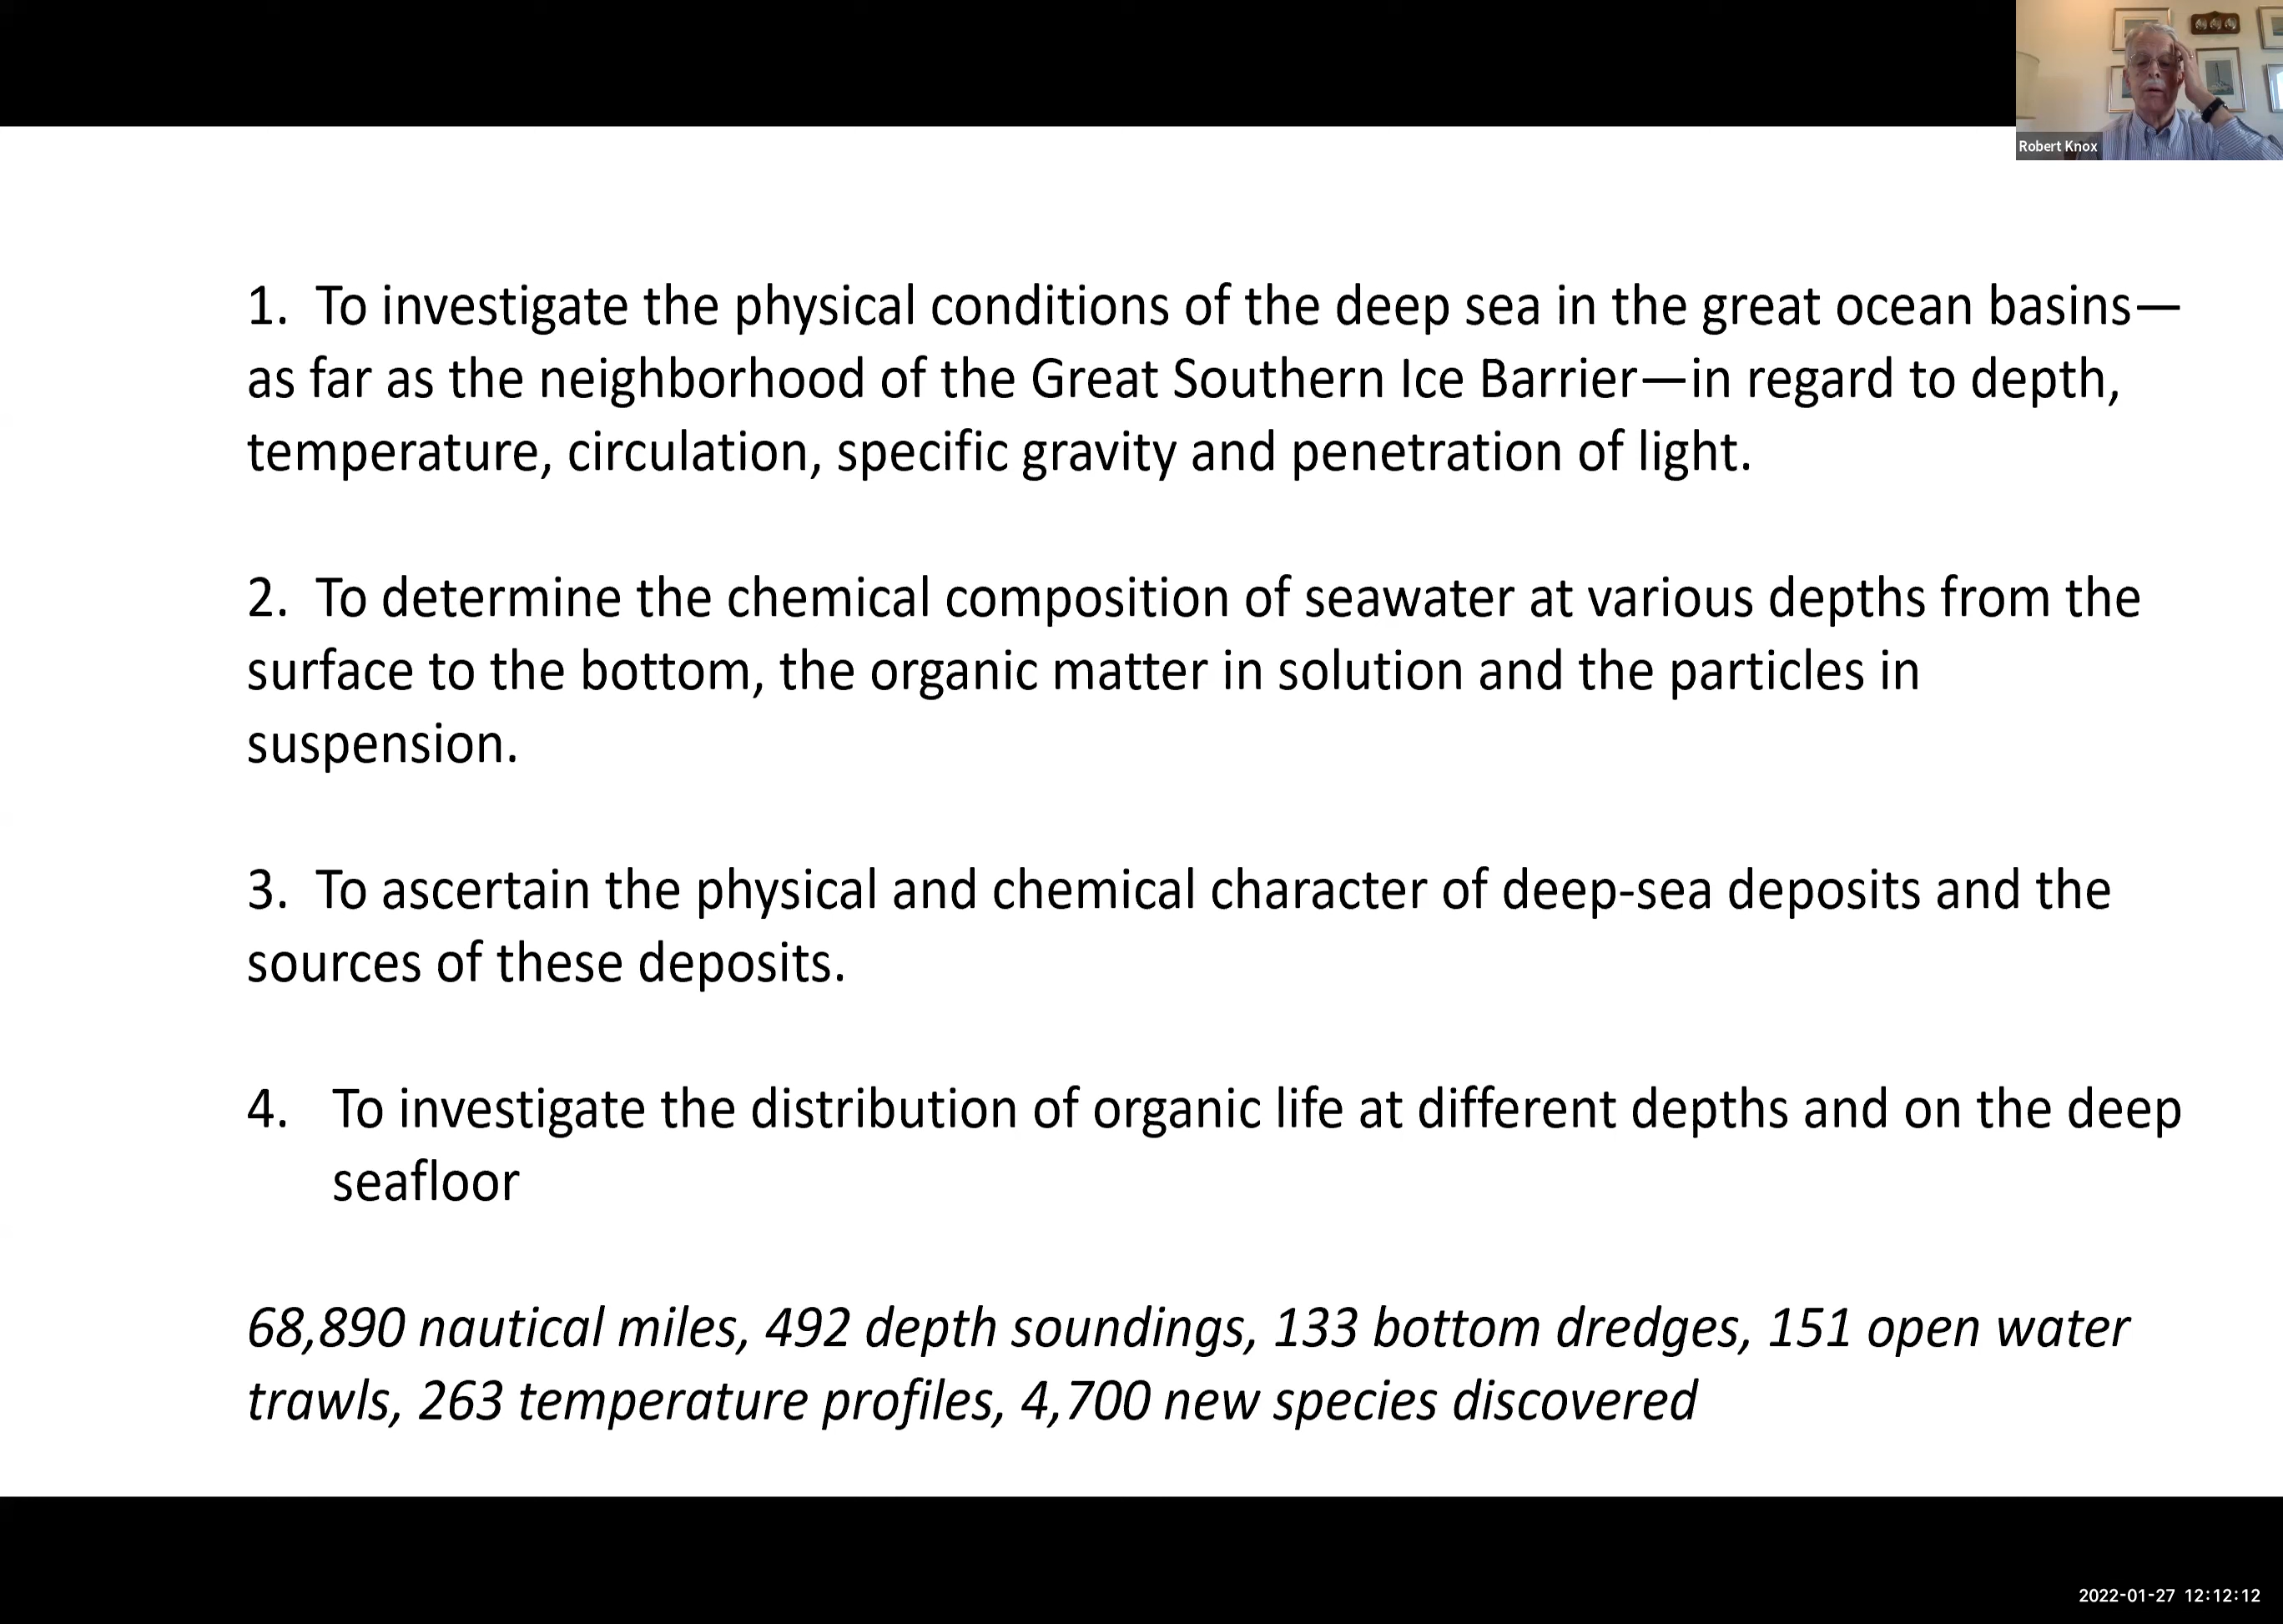 Robert Knox
1. To investigate the physical conditions of the deep sea in the great ocean basins—
as far as the neighborhood of the Great Southern Ice Barrier—in regard to depth,
temperature, circulation, specific gravity and penetration of light.
2. To determine the chemical composition of seawater at various depths from the
surface to the bottom, the organic matter in solution and the particles in
suspension.
3. To ascertain the physical and chemical character of deep-sea deposits and the
sources of these deposits.
4. To investigate the distribution of organic life at different depths and on the deep
seafloor
68,890 nautical miles, 492 depth soundings, 133 bottom dredges, 151 open water
trawls, 263 temperature profiles, 4,700 new species discovered
2022-01-27 12:12:12